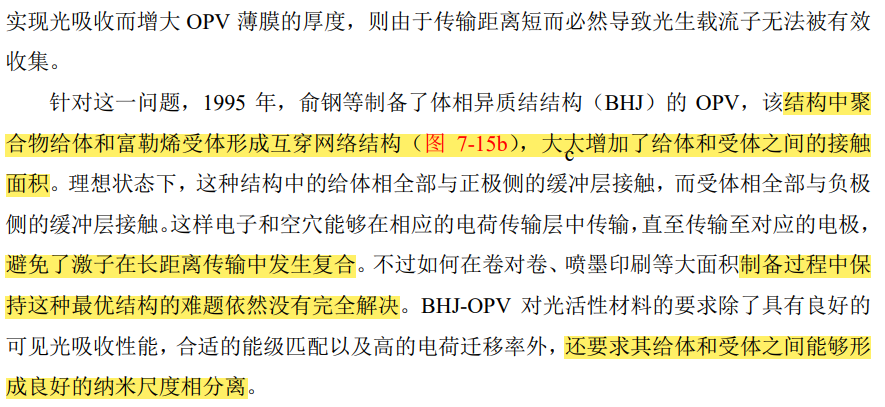 实现光吸收而增大 OPV 薄膜的厚度，则由于传输距离短而必然导致光生载流子无法被有效
收集。
针对这一问题，1995 年，俞钢等制备了体相异质结结构（BHJ）的 OPV，该结构中聚
合物给体和富勒烯受体形成互穿网络结构（图 7-15b），大大增加了给体和受体之间的接触
c
面积。理想状态下，这种结构中的给体相全部与正极侧的缓冲层接触，而受体相全部与负极
侧的缓冲层接触。这样电子和空穴能够在相应的电荷传输层中传输，直至传输至对应的电极，
避免了激子在长距离传输中发生复合。不过如何在卷对卷、喷墨印刷等大面积制备过程中保
持这种最优结构的难题依然没有完全解决。BHJ-OPV 对光活性材料的要求除了具有良好的
可见光吸收性能，合适的能级匹配以及高的电荷迁移率外，还要求其给体和受体之间能够形
成良好的纳米尺度相分离。